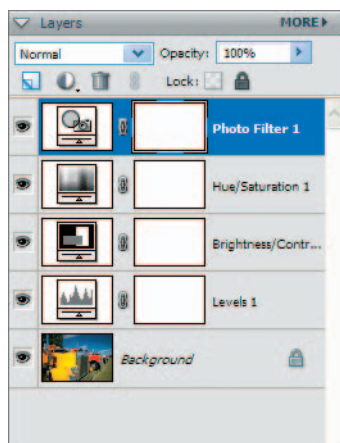 Layers MORE
Normal Opacity: 100%
Lock:
Photo Filter 1
Hue/Saturation 1
Brightness/Contr...
Levels 1
Background